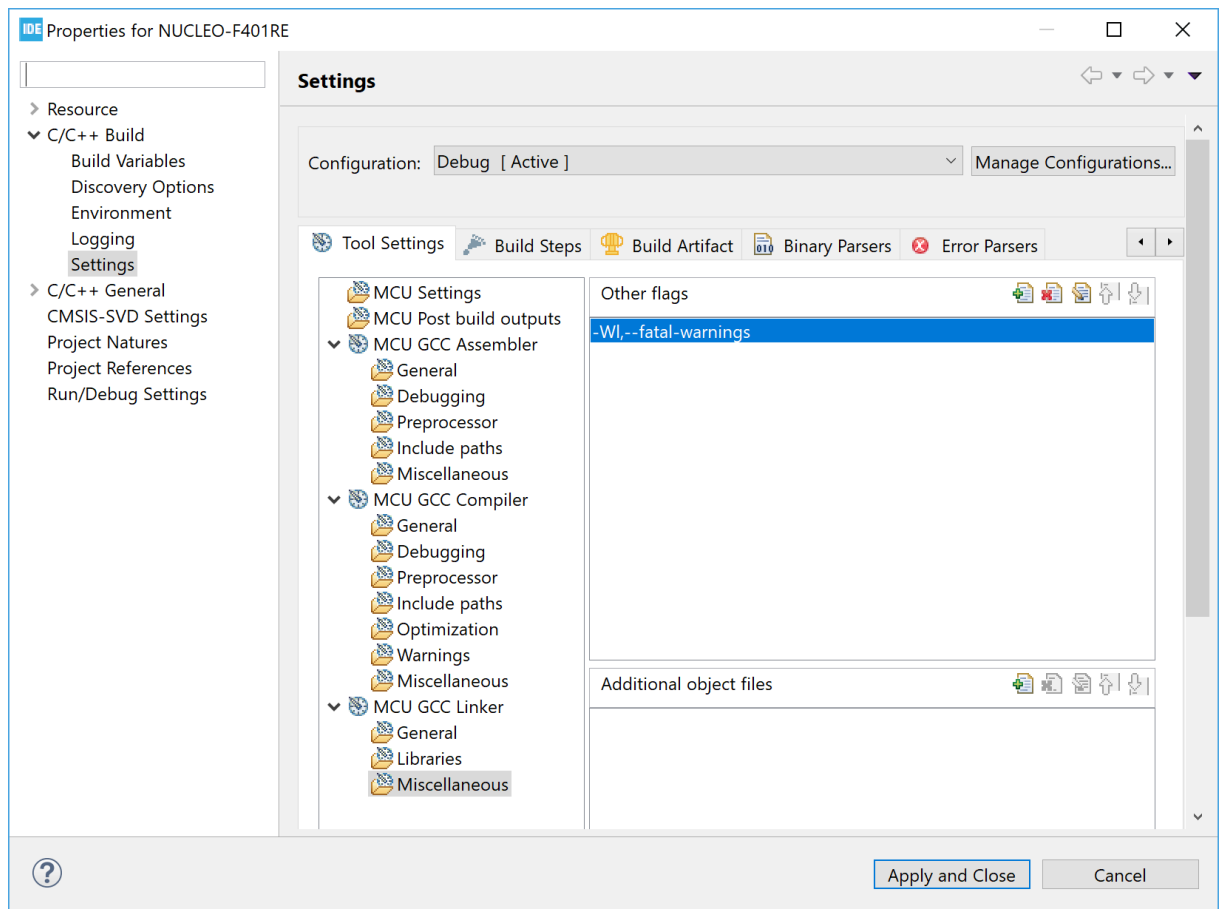 IDE Properties for NUCLEO-F401RE
Settings
Resource
C/C++ Build
Build Variables
Discovery Options
Environment
Logging
Settings
C/C++ General
CMSIS-SVD Settings
Project Natures
Project References
Run/Debug Settings
Configuration: Debug [ Active ] Manage Configurations...
Tool Settings Build Steps Build Artifact 010 Binary Parsers Error Parsers
MCU Settings
MCU Post build outputs
MCU GCC Assembler
General
Debugging
Preprocessor
Include paths
Miscellaneous
MCU GCC Compiler
General
Debugging
Preprocessor
Include paths
Optimization
Warnings
Miscellaneous
MCU GCC Linker
General
Libraries
Miscellaneous
Other flags
-Wl,--fatal-warnings
Additional object files
? Apply and Close Cancel